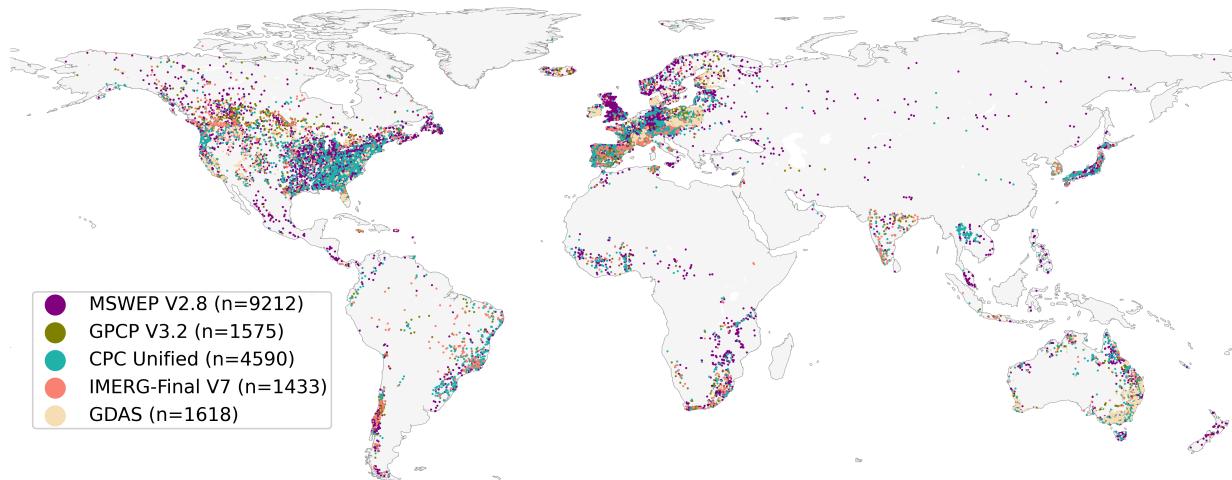 MSWEP V2.8 (n=9212)
GPCP V3.2 (n=1575)
CPC Unified (n=4590)
IMERG-Final V7 (n=1433)
GDAS (n=1618)